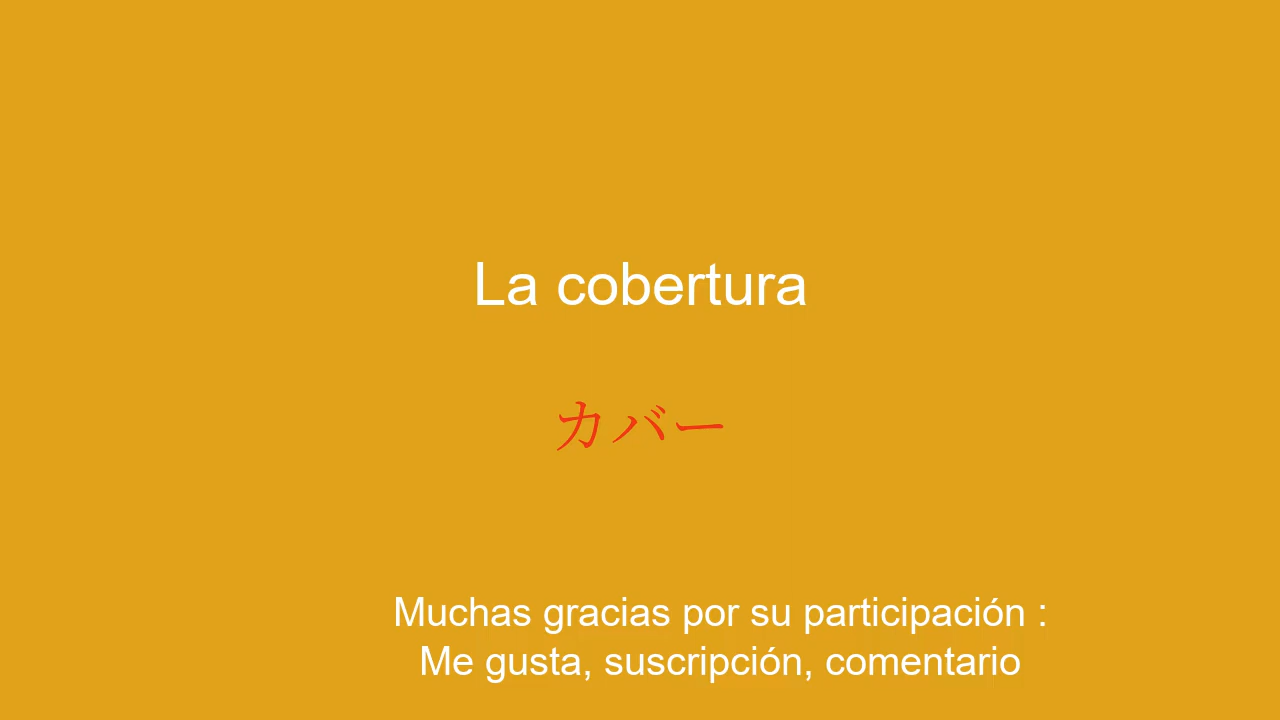 La cobertura
カバー
Muchas gracias por su participación :
Me gusta, suscripción, comentario